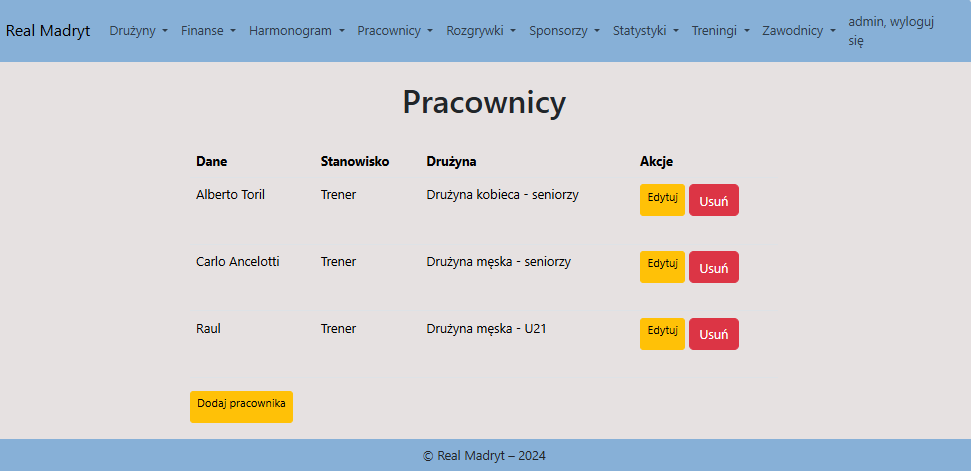 Real Madryt Drużyny Finanse Harmonogram Pracownicy Rozgrywki Sponsorzy Statystyki Treningi Zawodnicy admin, wyloguj
się
Pracownicy
Dane Stanowisko Drużyna Akcje
Alberto Toril Trener Drużyna kobieca - seniorzy Edytuj Usuń
Carlo Ancelotti Trener Drużyna męska - seniorzy Edytuj Usuń
Raul Trener Drużyna męska - U21 Edytuj Usuń
Dodaj pracownika
© Real Madryt – 2024